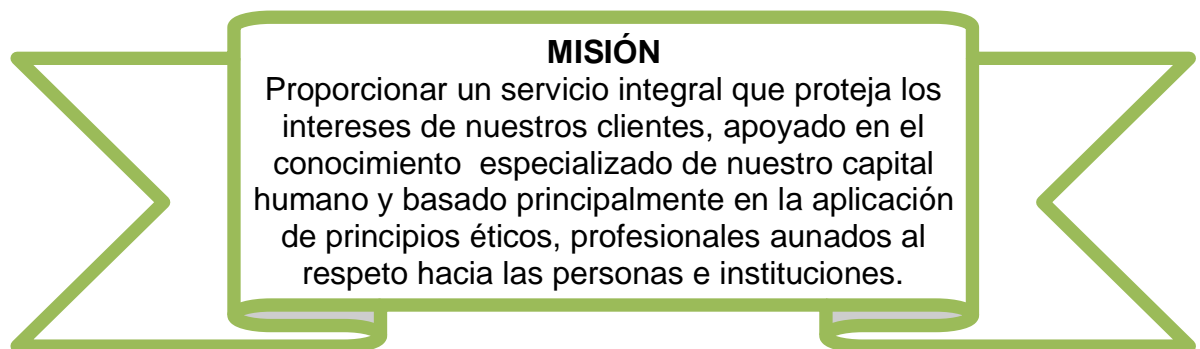 MISIÓN
Proporcionar un servicio integral que proteja los
intereses de nuestros clientes, apoyado en el
conocimiento  especializado de nuestro capital
humano y basado principalmente en la aplicación
de principios éticos, profesionales aunados al
respeto hacia las personas e instituciones.